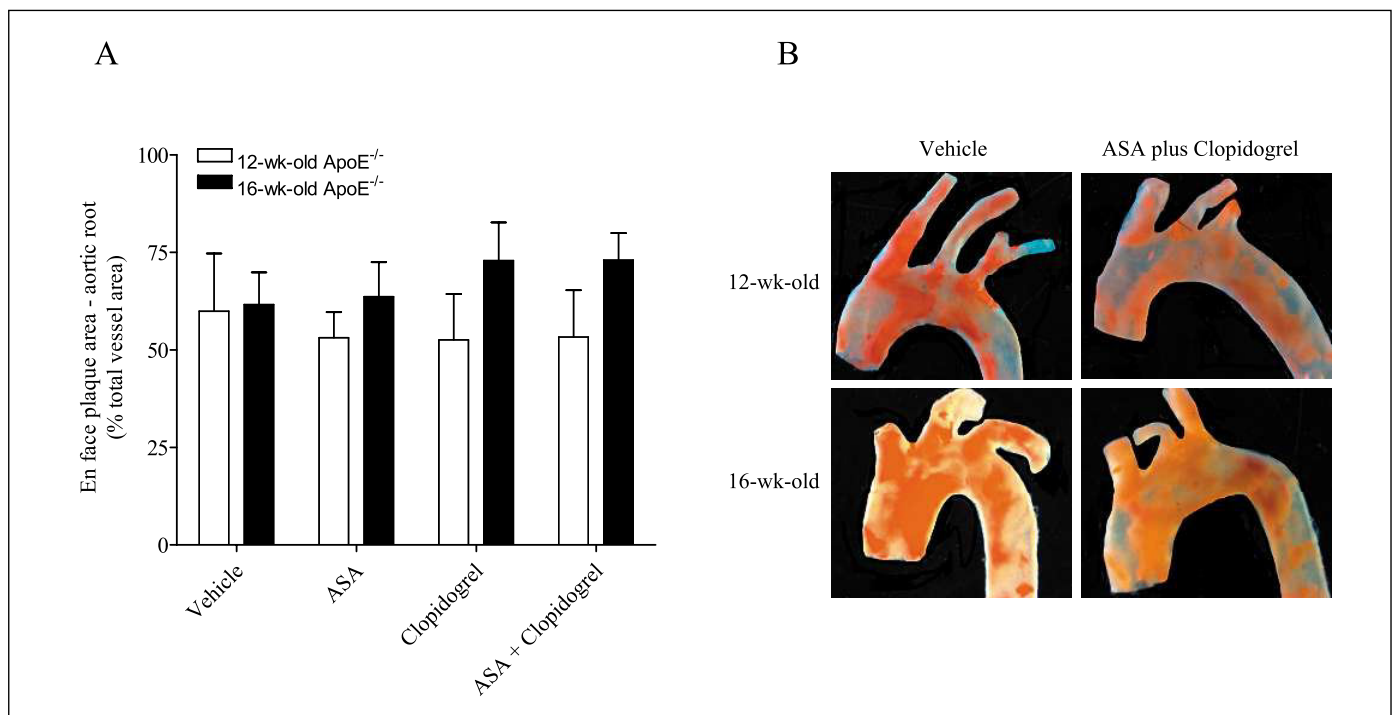 A
B
12-wk-old ApoE-/-
16-wk-old ApoE-/-
En face plaque area - aortic root
(% total vessel area)
100
75
50
25
0
Vehicle
ASA
Clopidogrel
ASA + Clopidogrel
Vehicle
ASA plus Clopidogrel
12-wk-old
16-wk-old